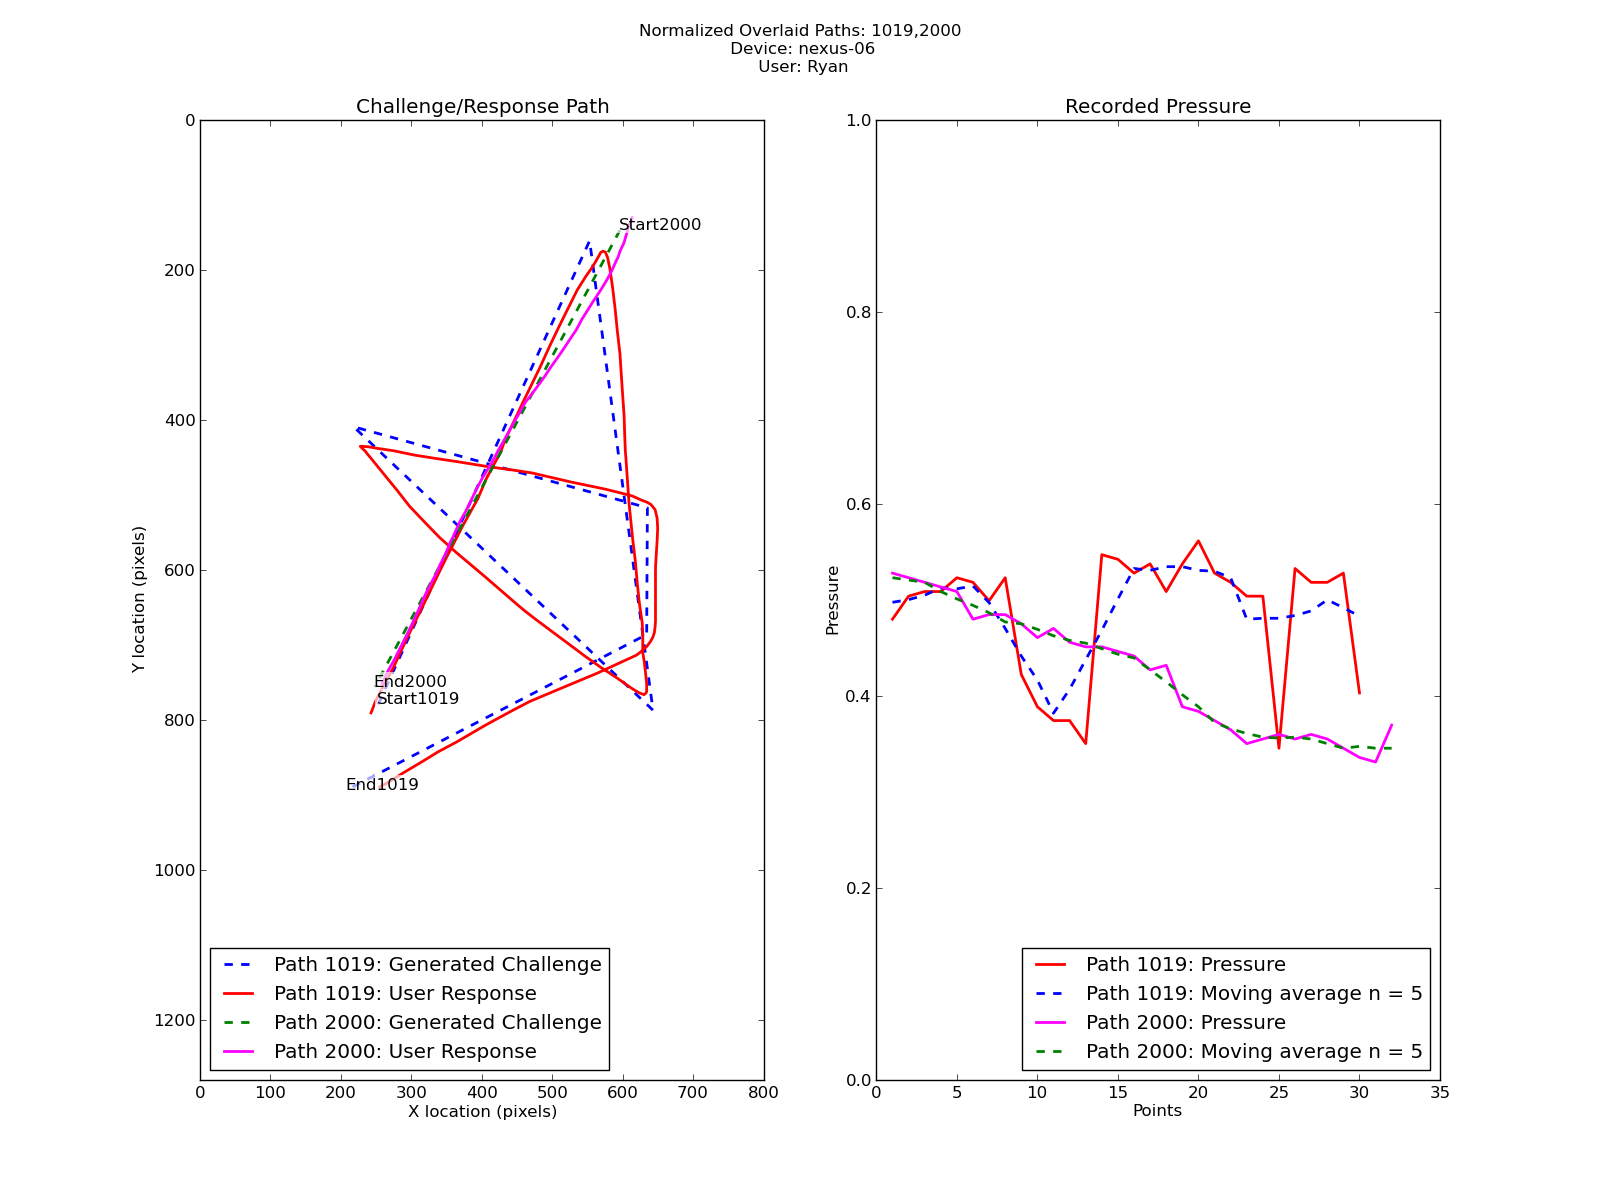 Normalized Overlaid Paths: 1019,2000
Device: nexus-06
User: Ryan
Challenge/Response Path
0
200
400
600
800
1000
1200
Y location (pixels)
Start2000
End2000
Start1019
End1019
Path 1019: Generated Challenge
Path 1019: User Response
Path 2000: Generated Challenge
Path 2000: User Response
0 100 200 300 400 500 600 700 800
X location (pixels)
Recorded Pressure
1.0
0.8
0.6
0.4
0.2
0.0
Pressure
Path 1019: Pressure
Path 1019: Moving average n = 5
Path 2000: Pressure
Path 2000: Moving average n = 5
0 5 10 15 20 25 30 35
Points